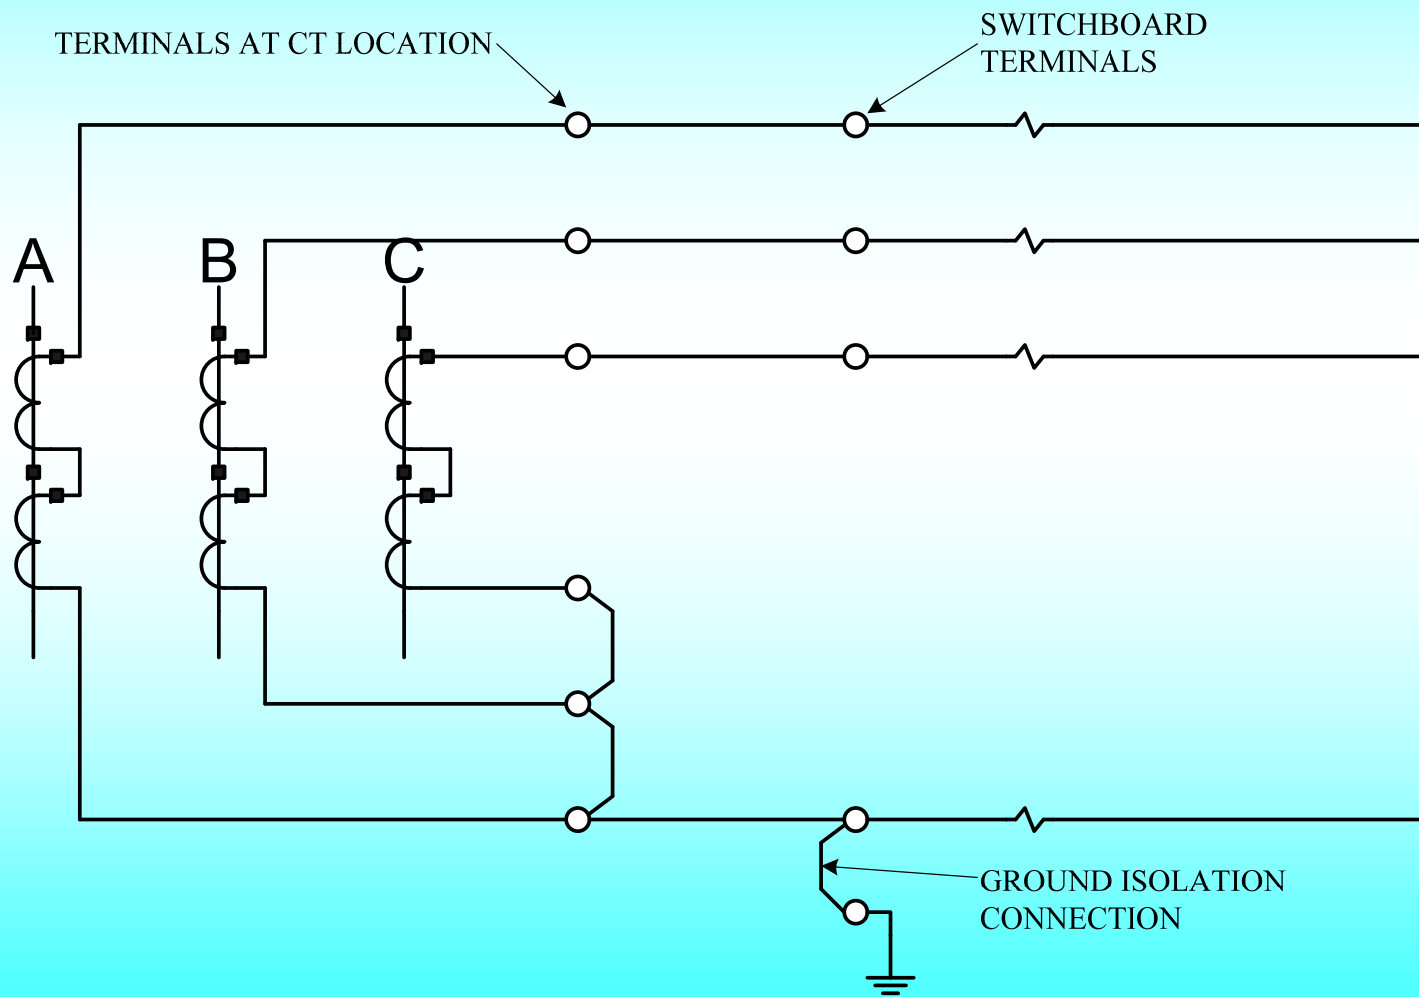 TERMINALS AT CT LOCATION
SWITCHBOARD
TERMINALS
A
B
C
GROUND ISOLATION
CONNECTION